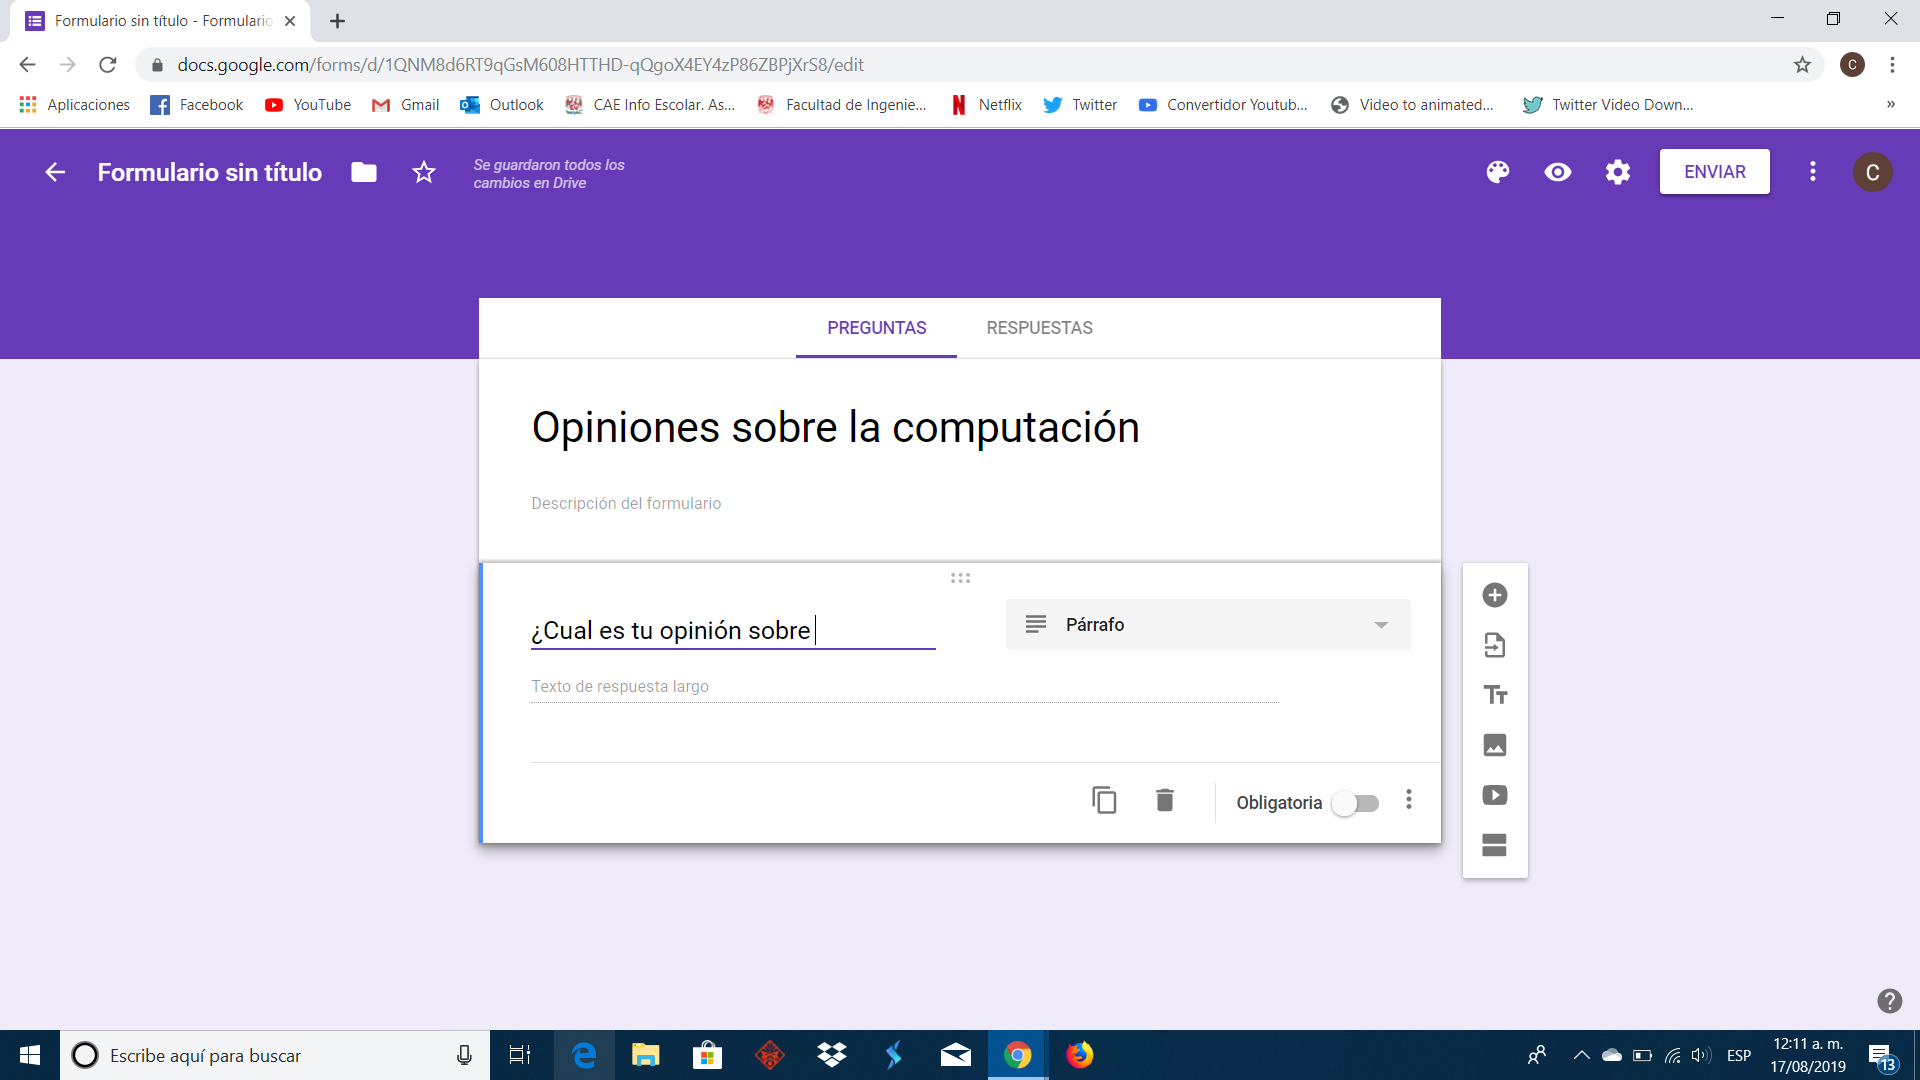 Formulario sin título - Formulario
docs.google.com/forms/d/1QNM8d6RT9qGsM608HTTHD-qQgoX4EY4zP86ZBPjXrS8/edit
C
Aplicaciones
Facebook
YouTube
Gmail
Outlook
CAE Info Escolar. As...
Facultad de Ingenie...
Netflix
Twitter
Convertidor Youtub...
Video to animated...
Twitter Video Down...
»
Formulario sin título
Se guardaron todos los
cambios en Drive
ENVIAR
C
PREGUNTAS
RESPUESTAS
Opiniones sobre la computación
Descripción del formulario
¿Cual es tu opinión sobre
Párrafo
Texto de respuesta largo
Tт
Obligatoria
Escribe aquí para buscar
ESP
12:11 a. m.
17/08/2019
13